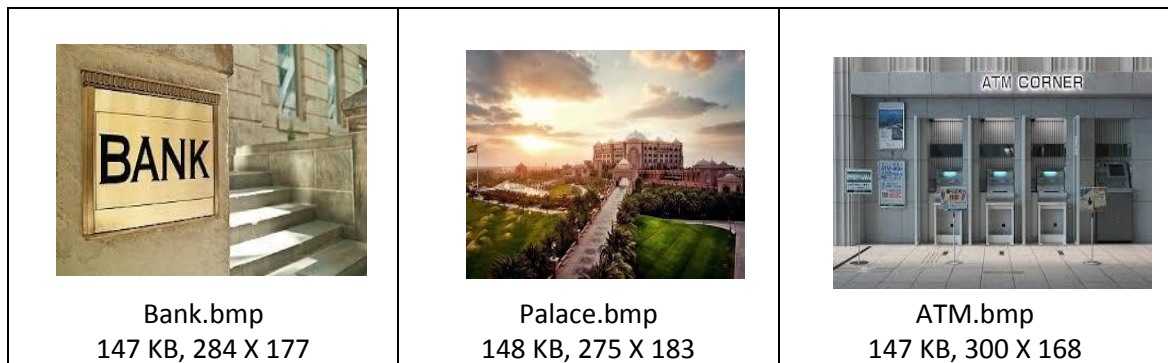 BANK
ATM CORNER
Bank.bmp
147 KB, 284 X 177
Palace.bmp
148 KB, 275 X 183
ATM.bmp
147 KB, 300 X 168